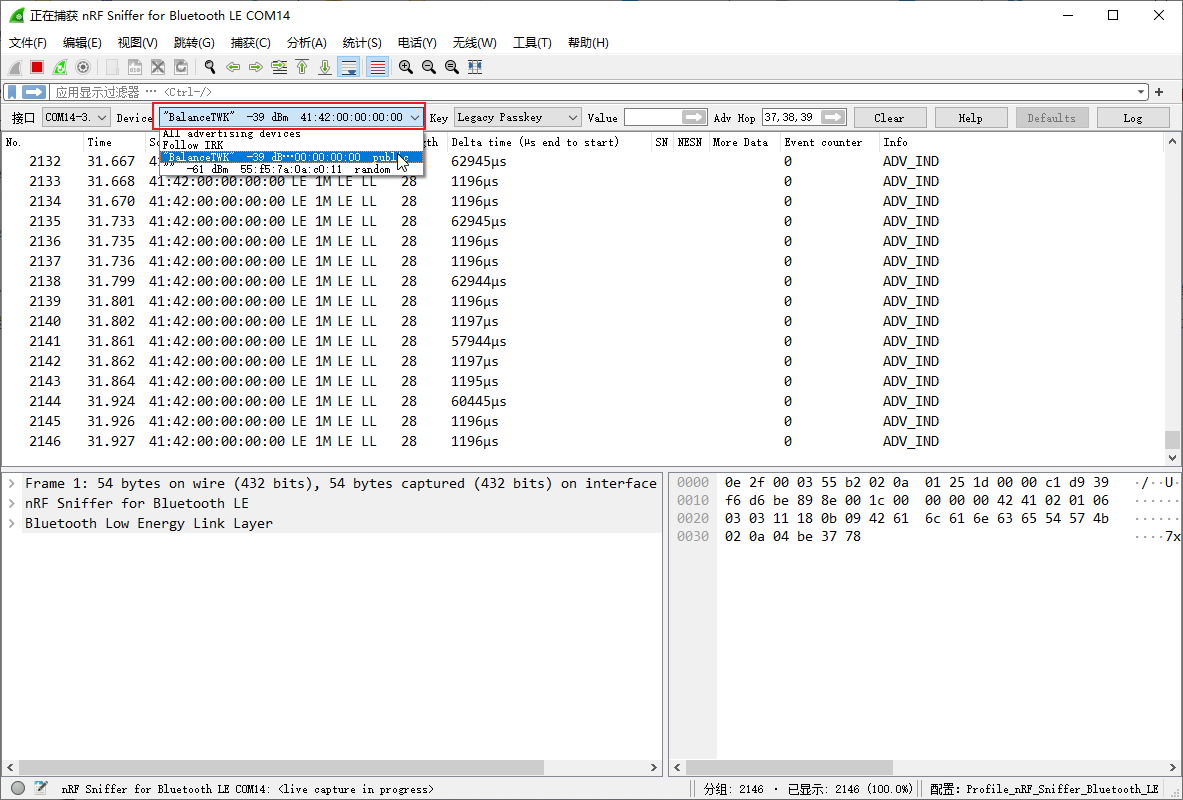 正在捕获 nRF Sniffer for Bluetooth LE COM14
文件(F) 编辑(E) 视图(V) 跳转(G) 捕获(C) 分析(A) 统计(S) 电话(Y) 无线(W) 工具(T) 帮助(H)
应用显示过滤器 … <Ctrl-/>
接口 COM14-3. Device "BalanceTWK" -39 dBm 41:42:00:00:00:00 Key Legacy Passkey Value Adv Hop 37,38,39 Clear Help Defaults Log
All advertising devices
Follow IRK
"BalanceTWK" -39 dB…00:00:00:00 public
"" -61 dBm 55:f5:7a:0a:c0:11 random
No. Time Delta time (µs end to start) SN NESN More Data Event counter Info
2132 31.667 62945µs 0 ADV_IND
2133 31.668 41:42:00:00:00:00 LE 1M LE LL 28 1196µs 0 ADV_IND
2134 31.670 41:42:00:00:00:00 LE 1M LE LL 28 1196µs 0 ADV_IND
2135 31.733 41:42:00:00:00:00 LE 1M LE LL 28 62945µs 0 ADV_IND
2136 31.735 41:42:00:00:00:00 LE 1M LE LL 28 1196µs 0 ADV_IND
2137 31.736 41:42:00:00:00:00 LE 1M LE LL 28 1196µs 0 ADV_IND
2138 31.799 41:42:00:00:00:00 LE 1M LE LL 28 62944µs 0 ADV_IND
2139 31.801 41:42:00:00:00:00 LE 1M LE LL 28 1196µs 0 ADV_IND
2140 31.802 41:42:00:00:00:00 LE 1M LE LL 28 1197µs 0 ADV_IND
2141 31.861 41:42:00:00:00:00 LE 1M LE LL 28 57944µs 0 ADV_IND
2142 31.862 41:42:00:00:00:00 LE 1M LE LL 28 1197µs 0 ADV_IND
2143 31.864 41:42:00:00:00:00 LE 1M LE LL 28 1195µs 0 ADV_IND
2144 31.924 41:42:00:00:00:00 LE 1M LE LL 28 60445µs 0 ADV_IND
2145 31.926 41:42:00:00:00:00 LE 1M LE LL 28 1196µs 0 ADV_IND
2146 31.927 41:42:00:00:00:00 LE 1M LE LL 28 1196µs 0 ADV_IND
Frame 1: 54 bytes on wire (432 bits), 54 bytes captured (432 bits) on interface
nRF Sniffer for Bluetooth LE
Bluetooth Low Energy Link Layer
0000 0e 2f 00 03 55 b2 02 0a 01 25 1d 00 00 c1 d9 39 ·/··U·
0010 f6 d6 be 89 8e 00 1c 00 00 00 00 42 41 02 01 06 ······
0020 03 03 11 18 0b 09 42 61 6c 61 6e 63 65 54 57 4b ······
0030 02 0a 04 be 37 78 ····7x
nRF Sniffer for Bluetooth LE COM14: <live capture in progress> 分组: 2146 · 已显示: 2146 (100.0%) 配置: Profile_nRF_Sniffer_Bluetooth_LE